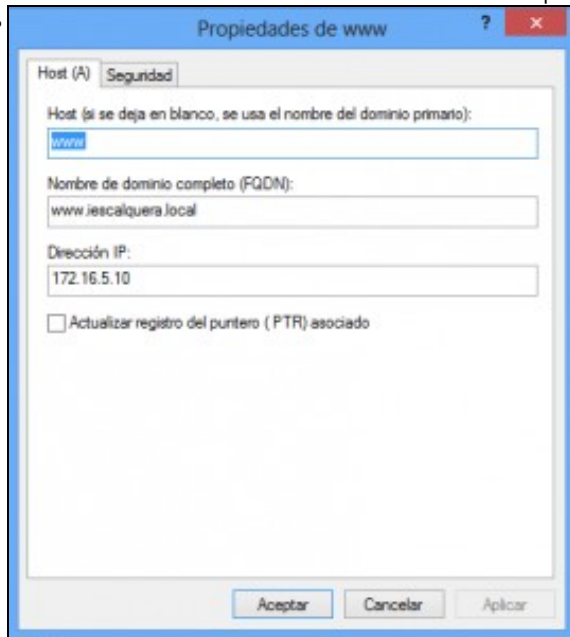 Propiedades de www
?
×
Host (A) Seguridad
Host (si se deja en blanco, se usa el nombre del dominio primario):
www
Nombre de dominio completo (FQDN):
www.iescalquera.local
Dirección IP:
172.16.5.10
Actualizar registro del puntero ( PTR) asociado
Aceptar Cancelar Aplicar